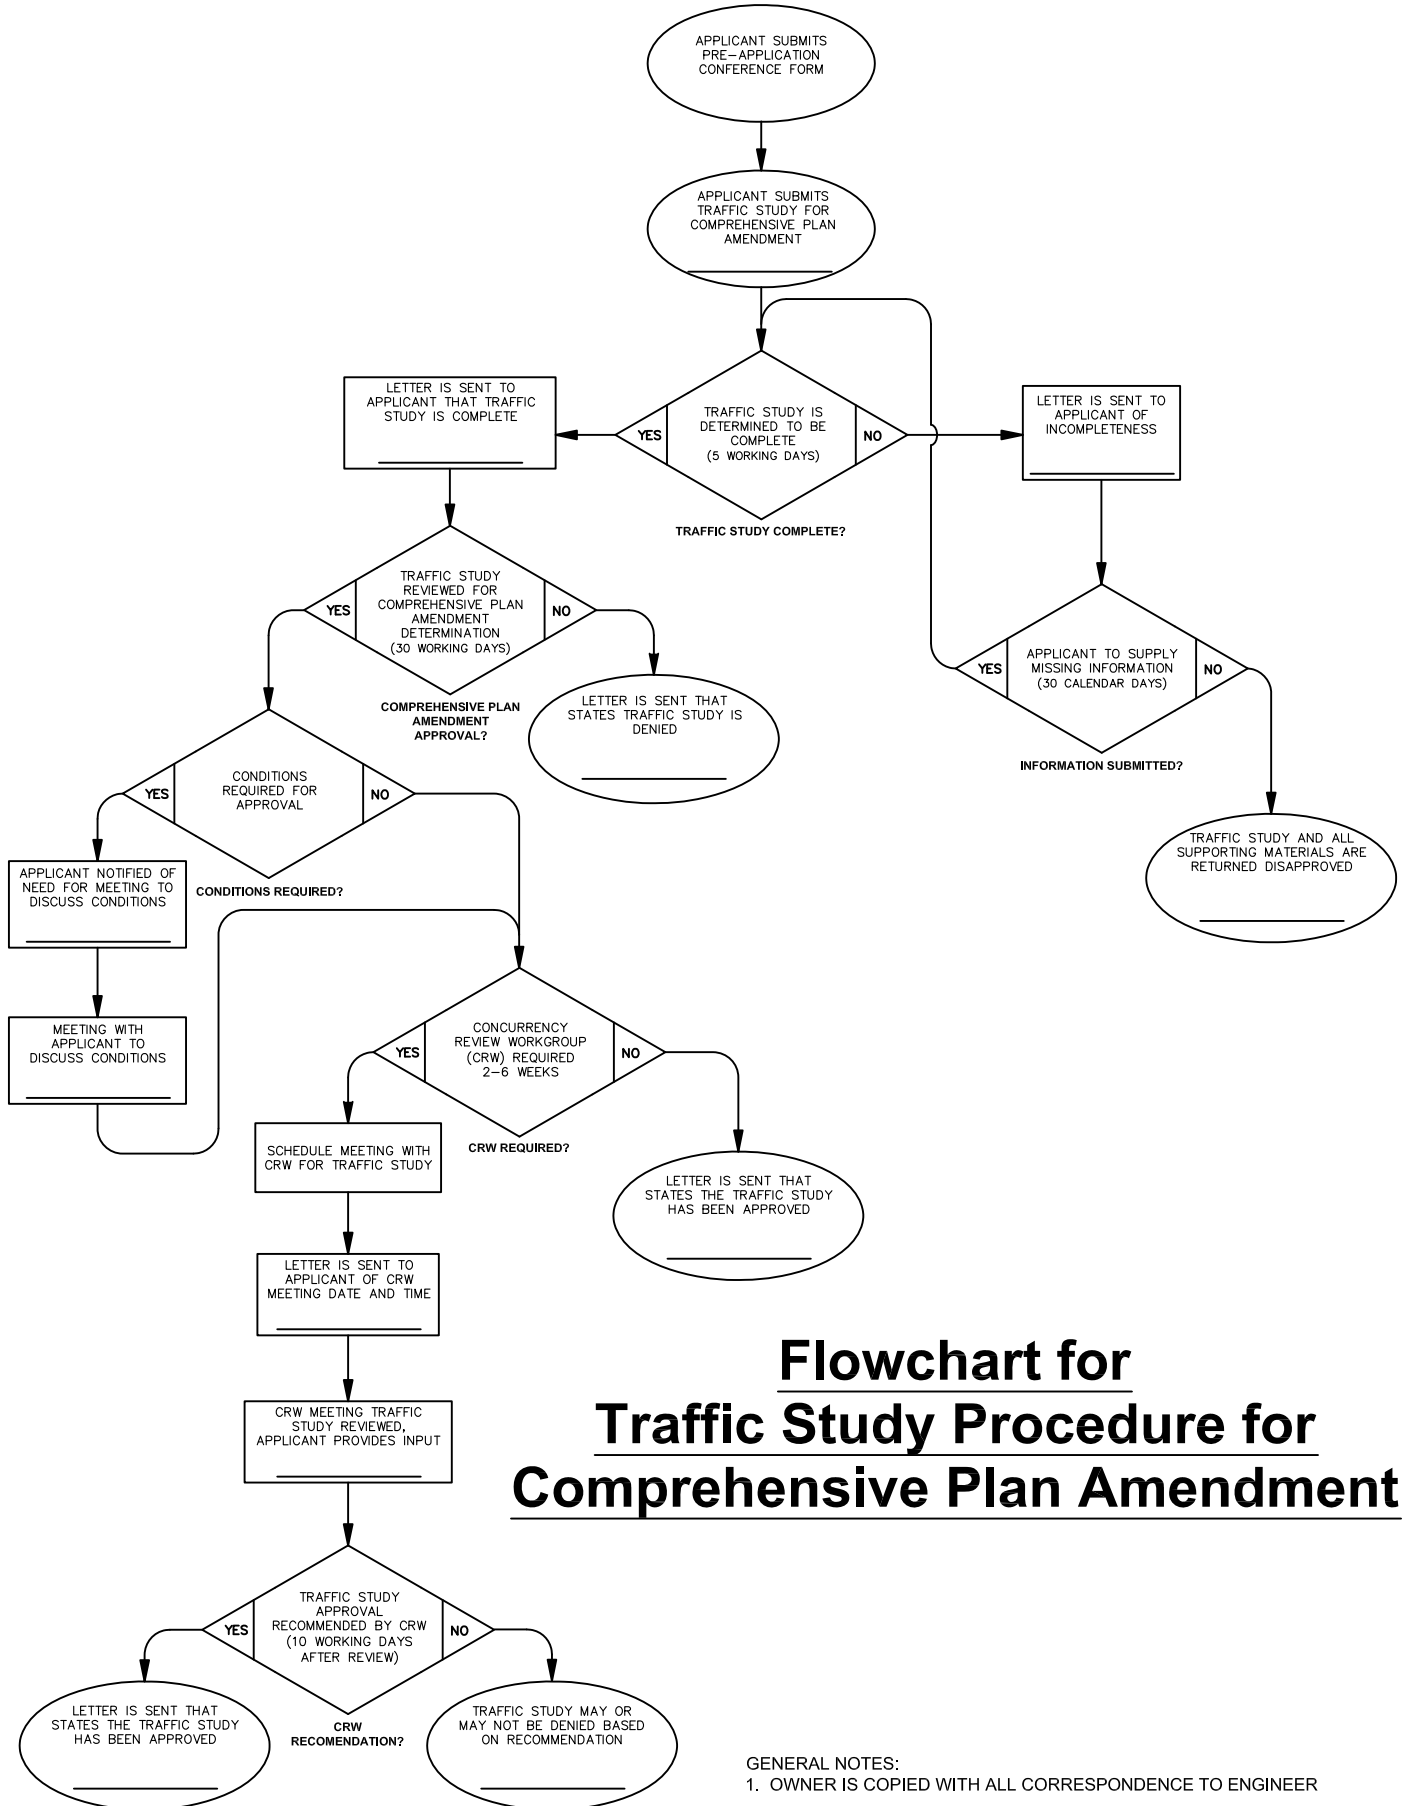 APPLICANT SUBMITS
PRE-APPLICATION
CONFERENCE FORM
APPLICANT SUBMITS
TRAFFIC STUDY FOR
COMPREHENSIVE PLAN
AMENDMENT
LETTER IS SENT TO
APPLICANT THAT TRAFFIC
STUDY IS COMPLETE
YES
TRAFFIC STUDY IS
DETERMINED TO BE
COMPLETE
(5 WORKING DAYS)
NO
TRAFFIC STUDY COMPLETE?
LETTER IS SENT TO
APPLICANT OF
INCOMPLETENESS
YES
TRAFFIC STUDY
REVIEWED FOR
COMPREHENSIVE PLAN
AMENDMENT
DETERMINATION
(30 WORKING DAYS)
NO
COMPREHENSIVE PLAN
AMENDMENT
APPROVAL?
LETTER IS SENT THAT
STATES TRAFFIC STUDY IS
DENIED
YES
APPLICANT TO SUPPLY
MISSING INFORMATION
(30 CALENDAR DAYS)
NO
INFORMATION SUBMITTED?
TRAFFIC STUDY AND ALL
SUPPORTING MATERIALS ARE
RETURNED DISAPPROVED
YES
CONDITIONS
REQUIRED FOR
APPROVAL
NO
CONDITIONS REQUIRED?
APPLICANT NOTIFIED OF
NEED FOR MEETING TO
DISCUSS CONDITIONS
MEETING WITH
APPLICANT TO
DISCUSS CONDITIONS
YES
CONCURRENCY
REVIEW WORKGROUP
(CRW) REQUIRED
2-6 WEEKS
NO
CRW REQUIRED?
SCHEDULE MEETING WITH
CRW FOR TRAFFIC STUDY
LETTER IS SENT THAT
STATES THE TRAFFIC STUDY
HAS BEEN APPROVED
LETTER IS SENT TO
APPLICANT OF CRW
MEETING DATE AND TIME
CRW MEETING TRAFFIC
STUDY REVIEWED,
APPLICANT PROVIDES INPUT
Flowchart for
Traffic Study Procedure for
Comprehensive Plan Amendment
YES
TRAFFIC STUDY
APPROVAL
RECOMMENDED BY CRW
(10 WORKING DAYS
AFTER REVIEW)
NO
CRW
RECOMENDATION?
LETTER IS SENT THAT
STATES THE TRAFFIC STUDY
HAS BEEN APPROVED
TRAFFIC STUDY MAY OR
MAY NOT BE DENIED BASED
ON RECOMMENDATION
GENERAL NOTES:
1. OWNER IS COPIED WITH ALL CORRESPONDENCE TO ENGINEER